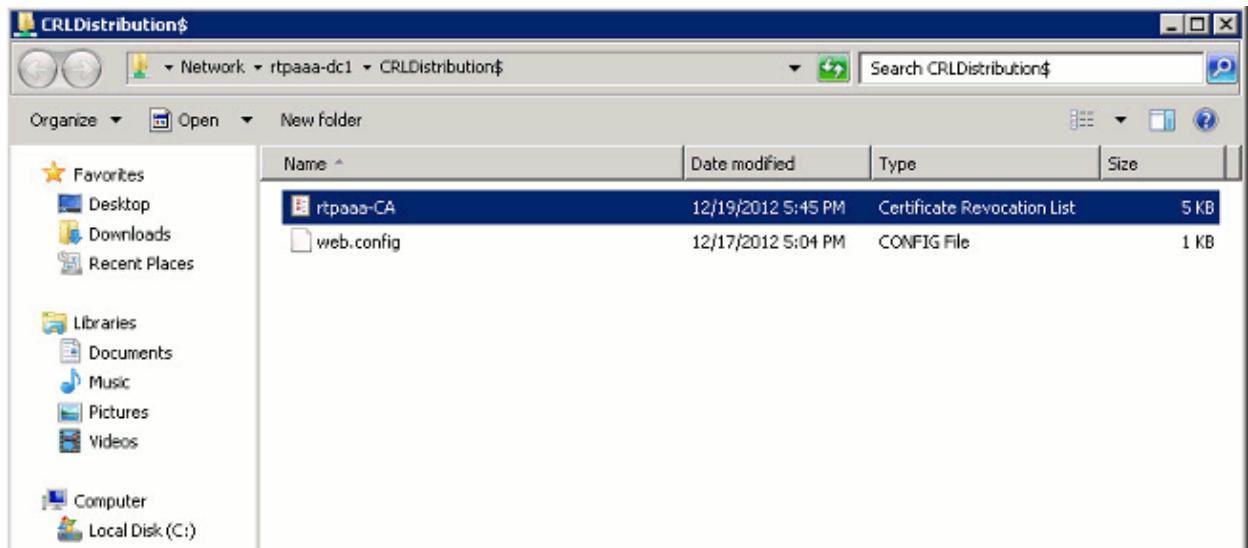 CRLDistribution$
Network rtpaaa-dc1 CRLDistribution$ Search CRLDistribution$
Organize Open New folder
Name Date modified Type Size
Favorites
Desktop
Downloads
Recent Places
Libraries
Documents
Music
Pictures
Videos
Computer
Local Disk (C:)
rtpaaa-CA 12/19/2012 5:45 PM Certificate Revocation List 5 KB
web.config 12/17/2012 5:04 PM CONFIG File 1 KB